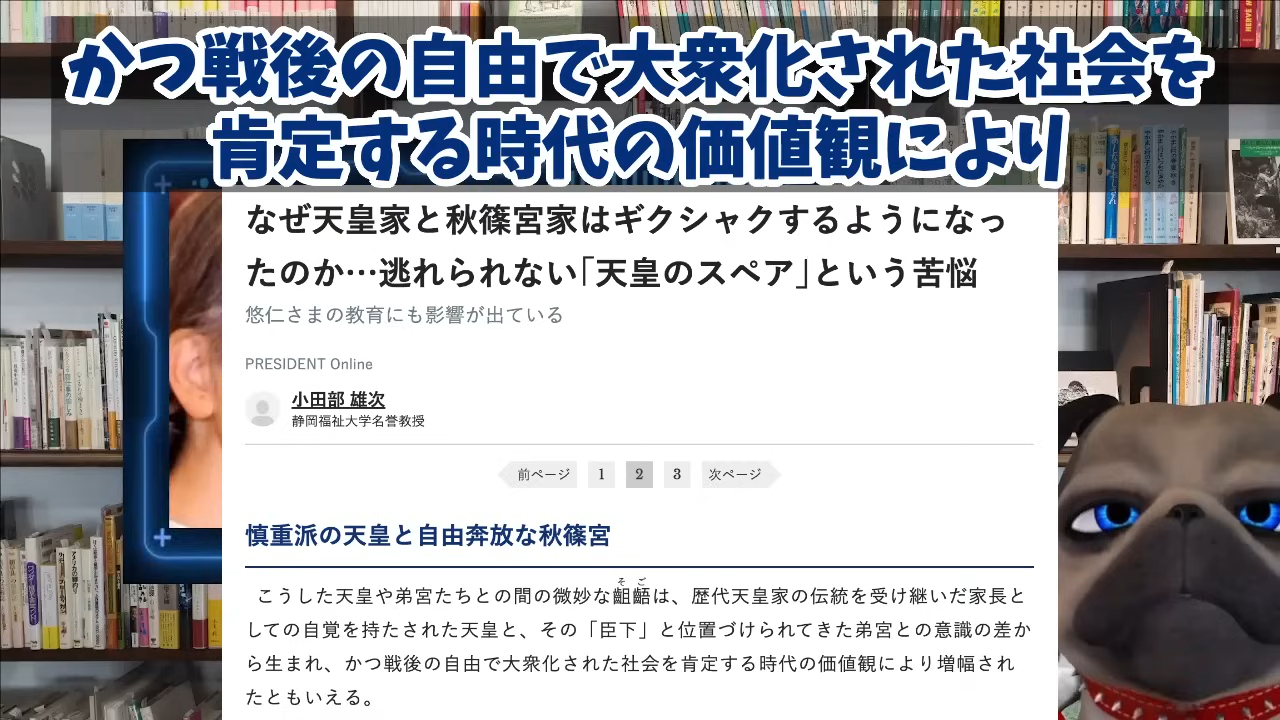 かつ戦後の自由で大衆化された社会を
肯定する時代の価値観により
なぜ天皇家と秋篠宮家はギクシャクするようになっ
たのか…逃れられない「天皇のスペア」という苦悩
悠仁さまの教育にも影響が出ている
PRESIDENT Online
小田部 雄次
静岡福祉大学名誉教授
前ページ 1 2 3 次ページ
慎重派の天皇と自由奔放な秋篠宮
そご
こうした天皇や弟宮たちとの間の微妙な齟齬は、歴代天皇家の伝統を受け継いだ家長と
しての自覚を持たされた天皇と、その「臣下」と位置づけられてきた弟宮との意識の差か
ら生まれ、かつ戦後の自由で大衆化された社会を肯定する時代の価値観により増幅され
たともいえる。